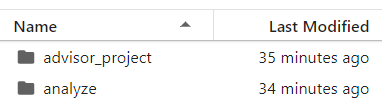 Name Last Modified
advisor_project 35 minutes ago
analyze 34 minutes ago